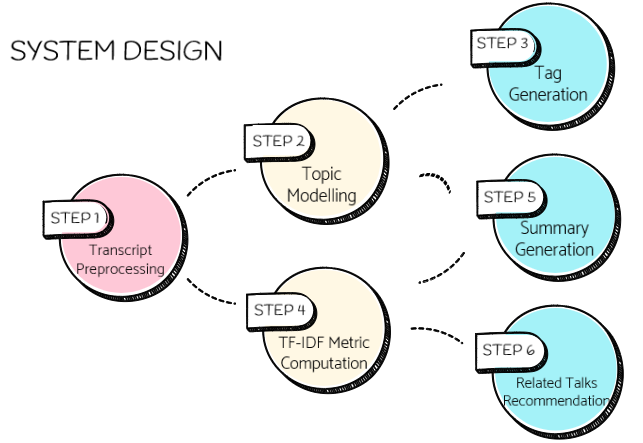 SYSTEM DESIGN
STEP 1
Transcript
Preprocessing
STEP 2
Topic
Modelling
STEP 3
Tag
Generation
STEP 4
TF-IDF Metric
Computation
STEP 5
Summary
Generation
STEP 6
Related Talks
Recommendation